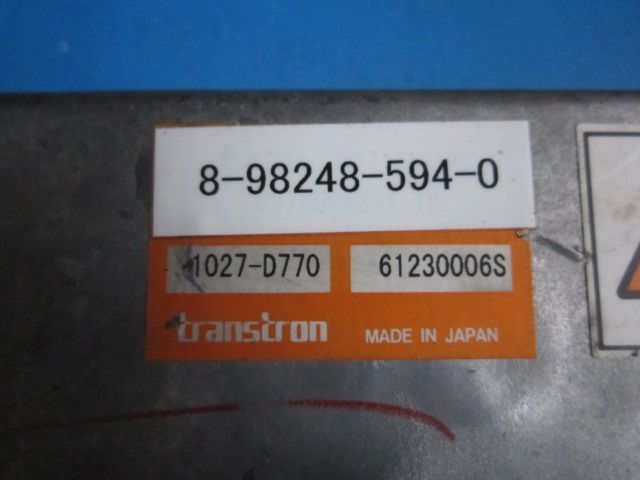 8-98248-594-0
1027-D770 61230006S
transtron MADE IN JAPAN